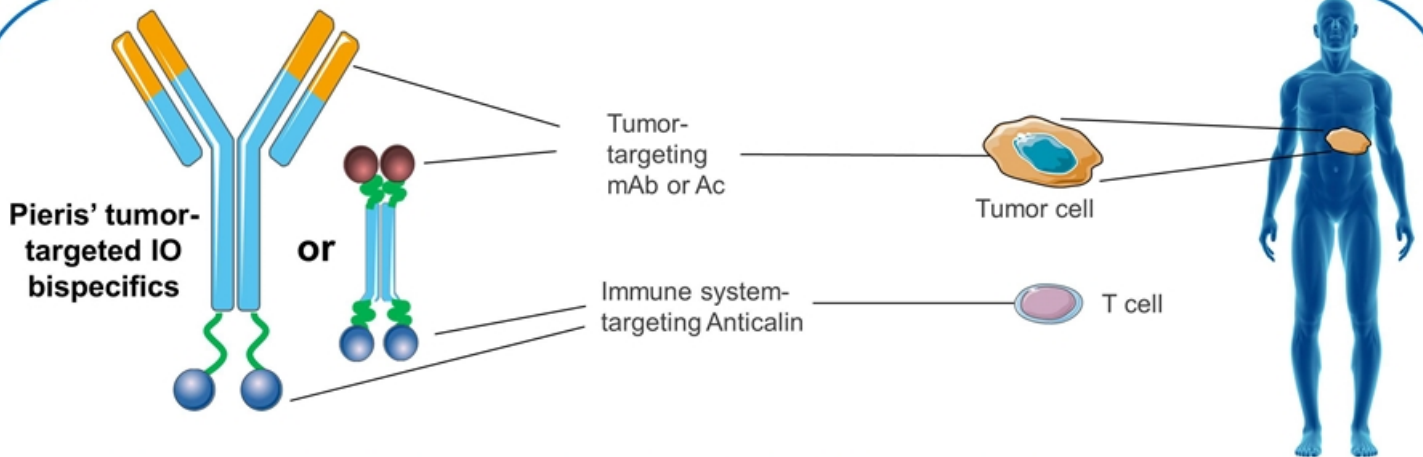 Pieris’ tumor-
targeted IO
bispecifics
or
Tumor-
targeting
mAb or Ac
Immune system-
targeting Anticalin
Tumor cell
T cell